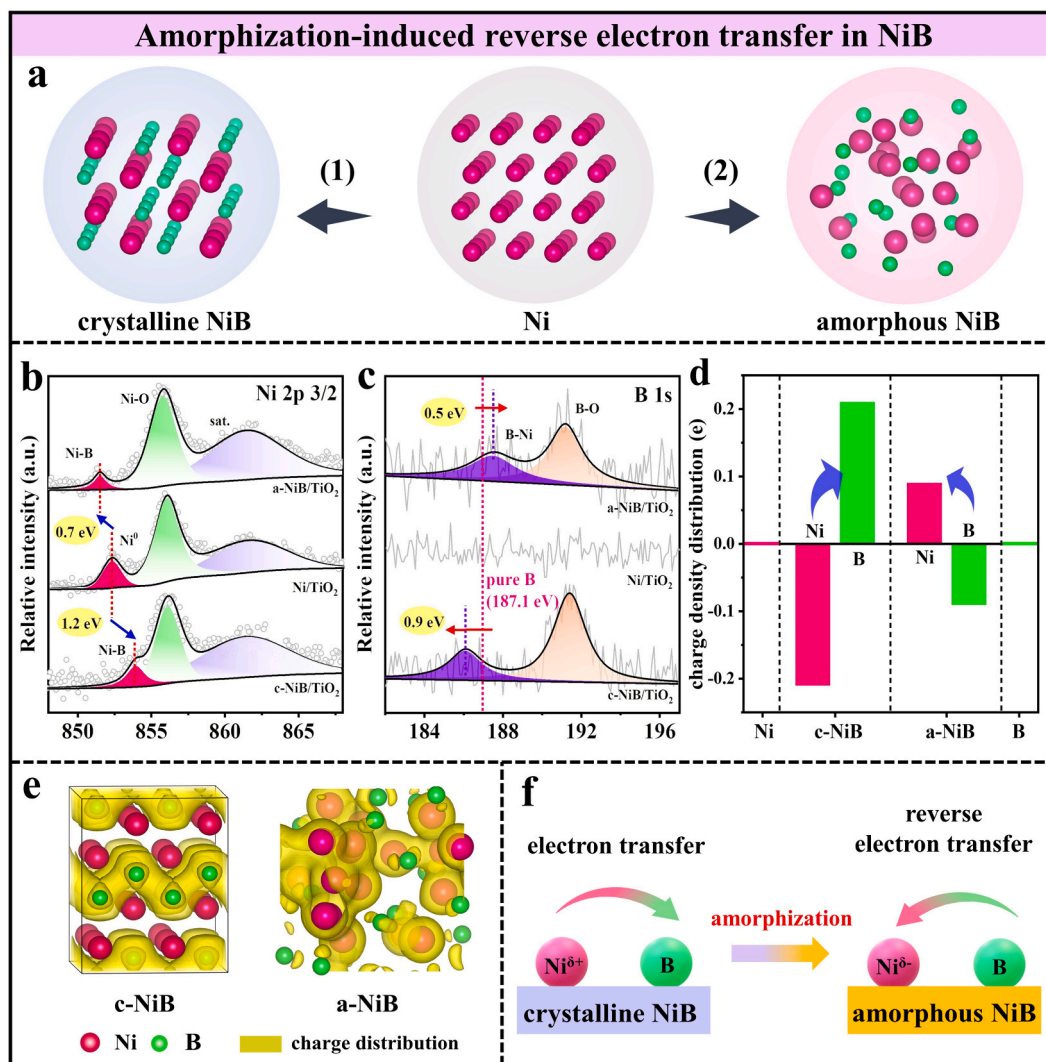 Amorphization-induced reverse electron transfer in NiB
a
(1)
(2)
crystalline NiB
Ni
amorphous NiB
b
Ni 2p 3/2
Relative intensity (a.u.)
Ni-O
sat.
Ni-B
a-NiB/TiO₂
0.7 eV
Ni⁰
Ni/TiO₂
1.2 eV
Ni-B
c-NiB/TiO₂
850 855 860 865
c
B 1s
Relative intensity (a.u.)
0.5 eV
B-O
B-Ni
a-NiB/TiO₂
Ni/TiO₂
pure B
(187.1 eV)
0.9 eV
c-NiB/TiO₂
184 188 192 196
d
charge density distribution (e)
0.2
0.1
0.0
-0.1
-0.2
Ni
B
B
Ni
Ni c-NiB a-NiB B
e
c-NiB
a-NiB
Ni B charge distribution
f
electron transfer
reverse
electron transfer
amorphization
Niδ+ B
Niδ- B
crystalline NiB
amorphous NiB